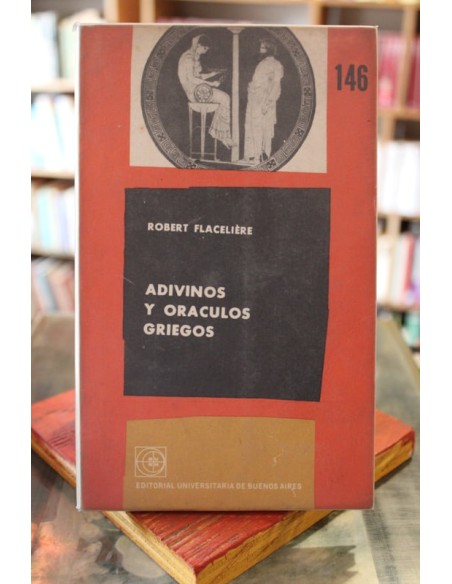 146
ROBERT FLACELIÈRE
ADIVINOS
Y ORACULOS
GRIEGOS
EDITORIAL UNIVERSITARIA DE BUENOS AIRES